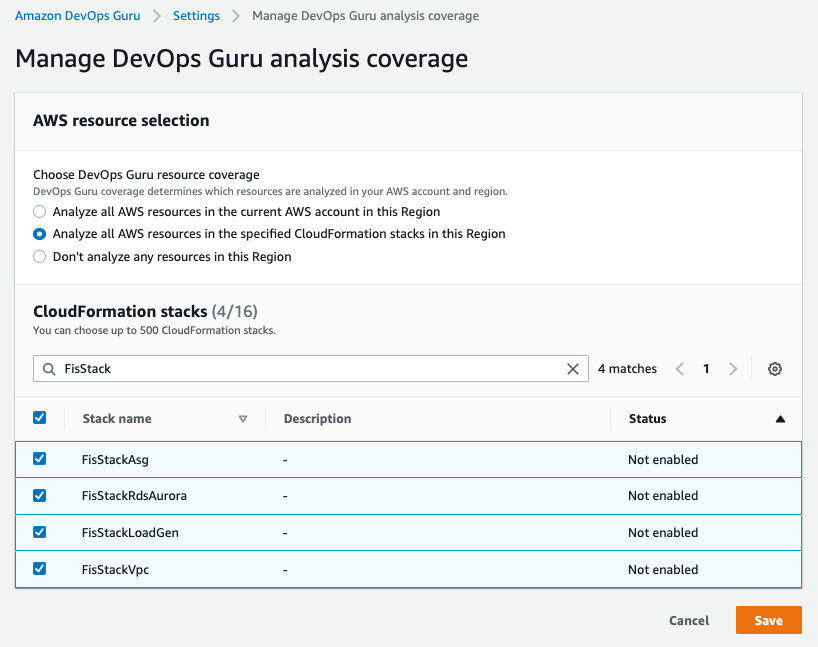 Amazon DevOps Guru > Settings > Manage DevOps Guru analysis coverage
Manage DevOps Guru analysis coverage
AWS resource selection
Choose DevOps Guru resource coverage
DevOps Guru coverage determines which resources are analyzed in your AWS account and region.
Analyze all AWS resources in the current AWS account in this Region
Analyze all AWS resources in the specified CloudFormation stacks in this Region
Don't analyze any resources in this Region
CloudFormation stacks (4/16)
You can choose up to 500 CloudFormation stacks.
FisStack 4 matches < 1 >
Stack name Description Status
FisStackAsg - Not enabled
FisStackRdsAurora - Not enabled
FisStackLoadGen - Not enabled
FisStackVpc - Not enabled
Cancel Save